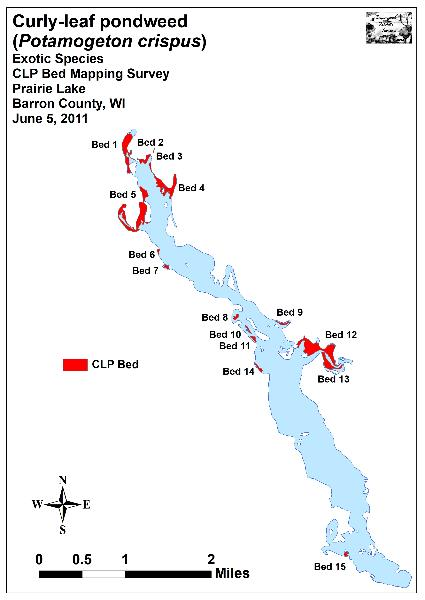 Curly-leaf pondweed
(Potamogeton crispus)
Exotic Species
CLP Bed Mapping Survey
Prairie Lake
Barron County, WI
June 5, 2011
Bed 1
Bed 2
Bed 3
Bed 4
Bed 5
Bed 6
Bed 7
Bed 8
Bed 9
Bed 10
Bed 11
Bed 12
Bed 13
Bed 14
CLP Bed
N
W E
S
0 0.5 1 2
Miles
Bed 15